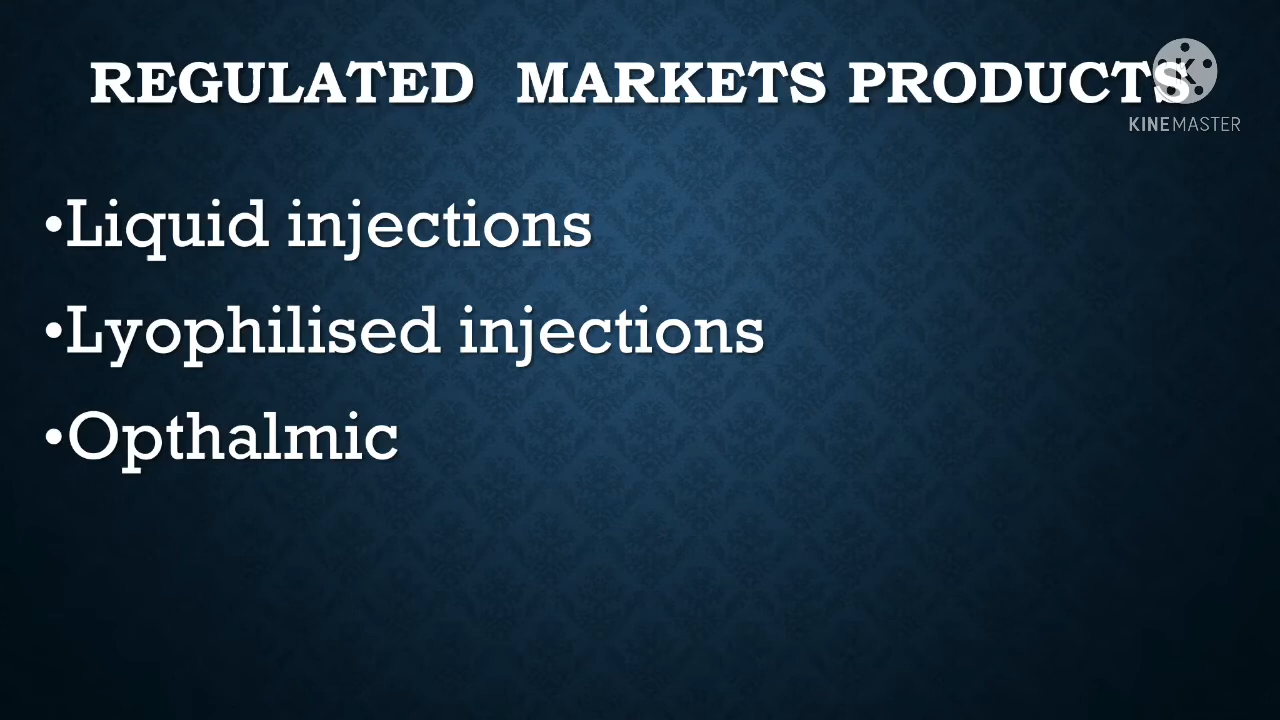 REGULATED MARKETS PRODUCTS
KINEMASTER
•Liquid injections
•Lyophilised injections
•Opthalmic